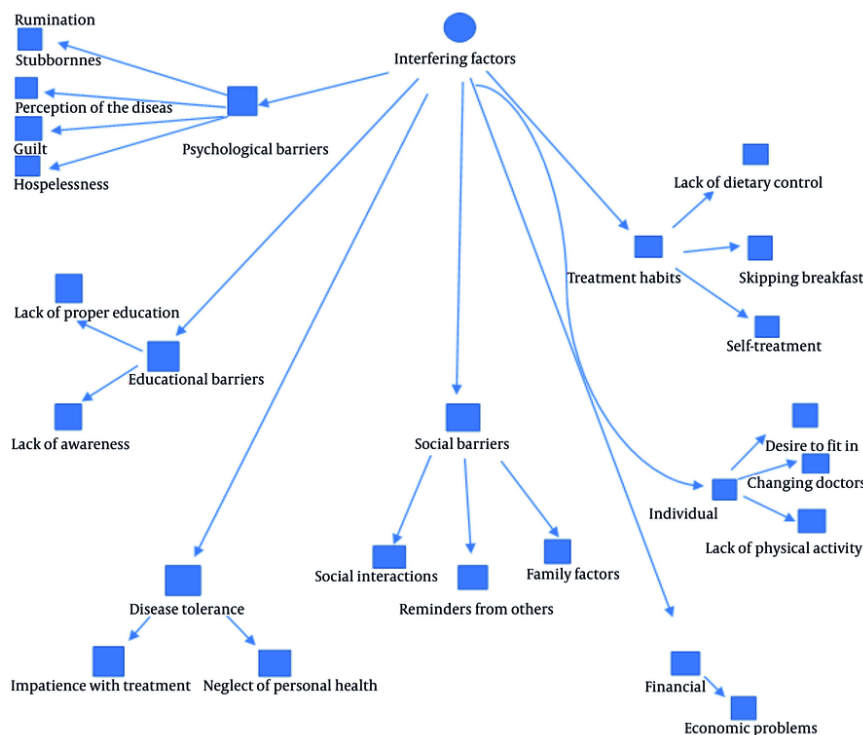 Rumination
Stubbornnes
Perception of the diseas
Guilt
Hospelessness
Psychological barriers
Interfering factors
Lack of dietary control
Treatment habits
Skipping breakfast
Self-treatment
Lack of proper education
Educational barriers
Lack of awareness
Social barriers
Social interactions
Reminders from others
Family factors
Desire to fit in
Changing doctors
Individual
Lack of physical activity
Disease tolerance
Impatience with treatment
Neglect of personal health
Financial
Economic problems